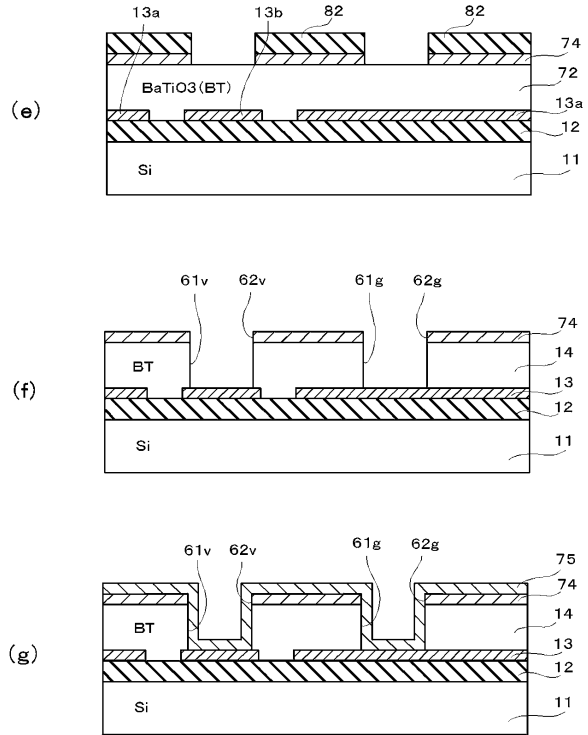 13a 13b 82 82
74
BaTiO3(BT) 72
(e)
13a
12
Si 11
61v 62v 61g 62g
74
BT 14
(f)
13
12
Si 11
61v 62v 61g 62g 75
74
BT 14
(g)
13
12
Si 11